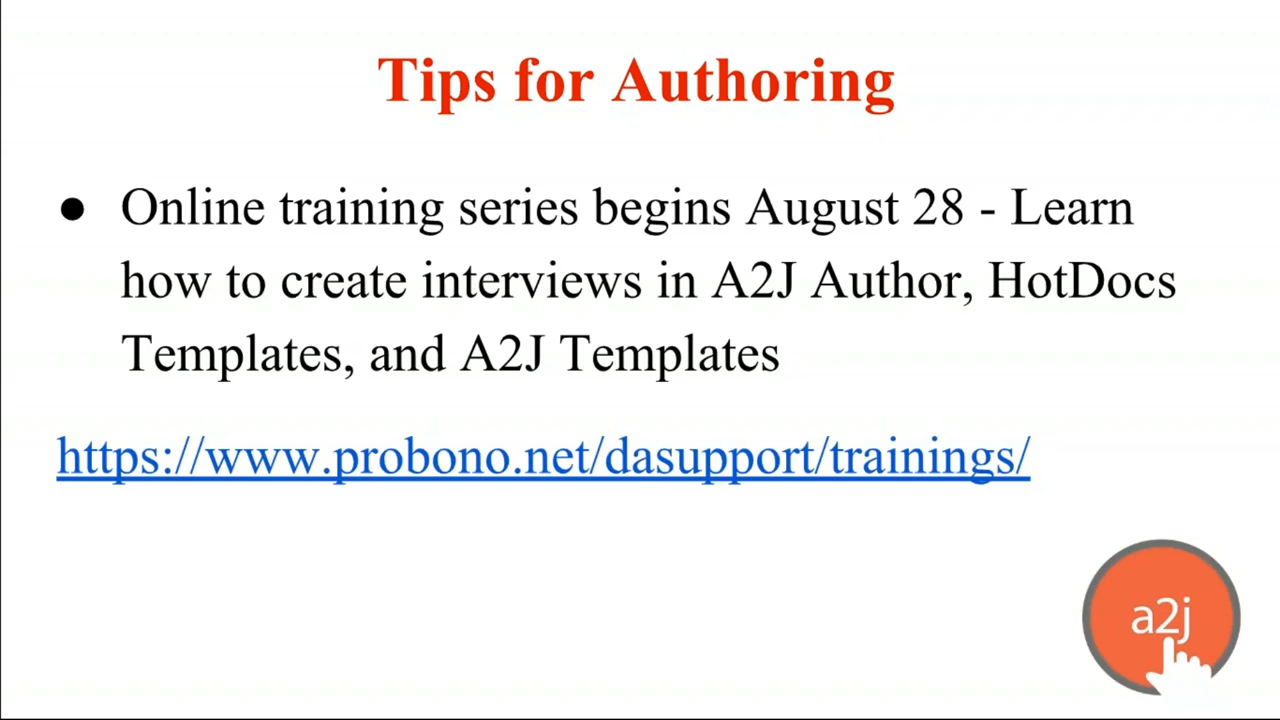 Tips for Authoring
● Online training series begins August 28 - Learn
how to create interviews in A2J Author, HotDocs
Templates, and A2J Templates
https://www.probono.net/dasupport/trainings/
a2j